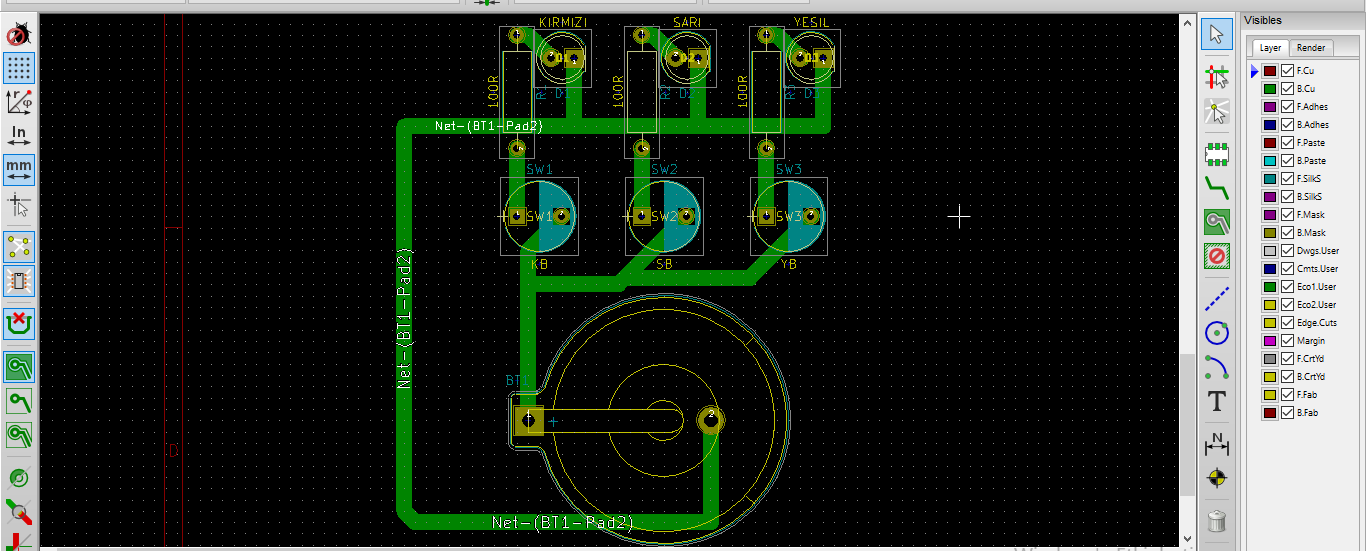 Visibles
KIRMIZI SARI YESIL
Layer Render
F.Cu
B.Cu
100R 100R 100R
F.Adhes
D2 D3
B.Adhes
Net-(BT1-Pad2)
F.Paste
In
B.Paste
mm
SW1 SW2 SW3
F.SilkS
B.SilkS
SW1 SW2 SW3
F.Mask
B.Mask
Dwgs.User
KB SB YB
Cmts.User
Eco1.User
Eco2.User
Edge.Cuts
Net-(BT1-Pad2)
Margin
F.CrtYd
BT1
B.CrtYd
F.Fab
T
B.Fab
1 + 2
N
D
Net-(BT1-Pad2)